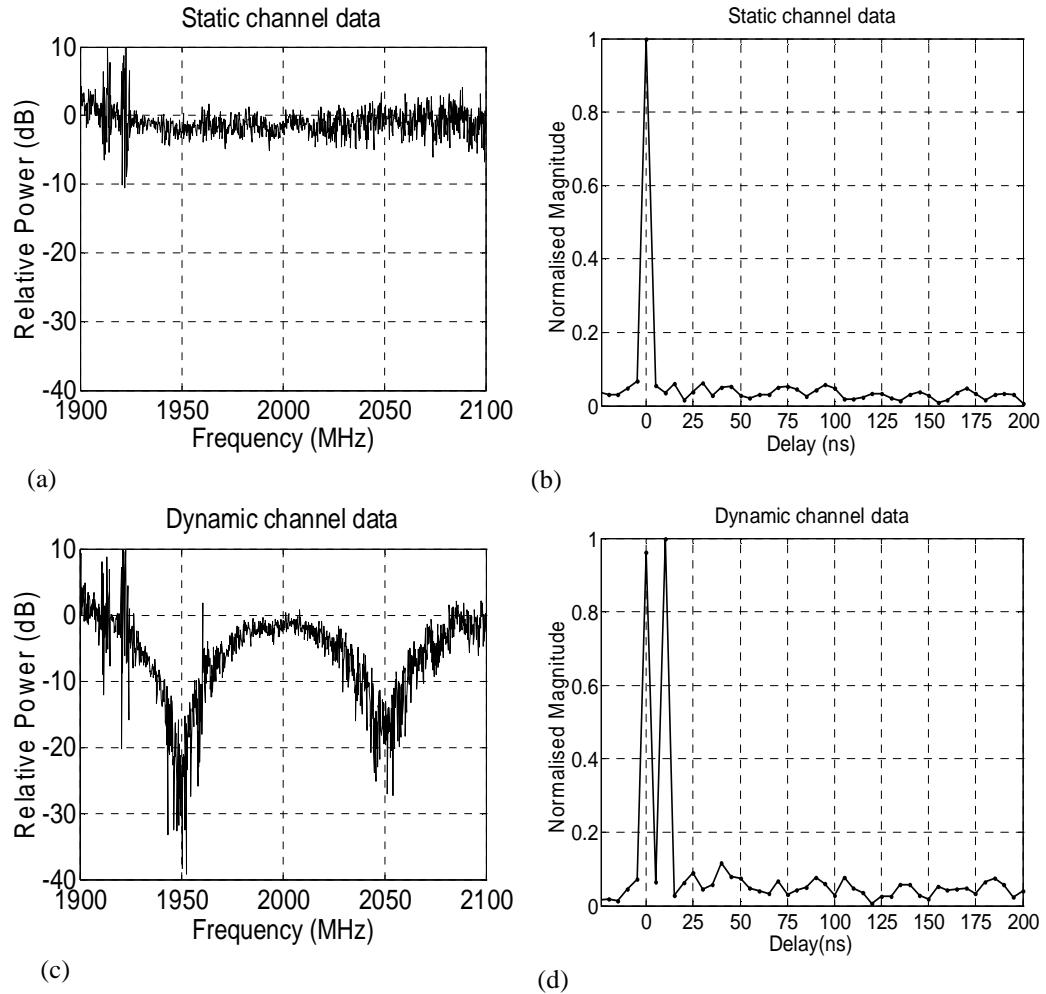 Static channel data
10
0
-10
-20
-30
-40
Relative Power (dB)
1900 1950 2000 2050 2100
Frequency (MHz)
(a)
Static channel data
1
0.8
0.6
0.4
0.2
0
Normalised Magnitude
0 25 50 75 100 125 150 175 200
Delay (ns)
(b)
Dynamic channel data
10
0
-10
-20
-30
-40
Relative Power (dB)
1900 1950 2000 2050 2100
Frequency (MHz)
(c)
Dynamic channel data
1
0.8
0.6
0.4
0.2
0
Normalised Magnitude
0 25 50 75 100 125 150 175 200
Delay(ns)
(d)